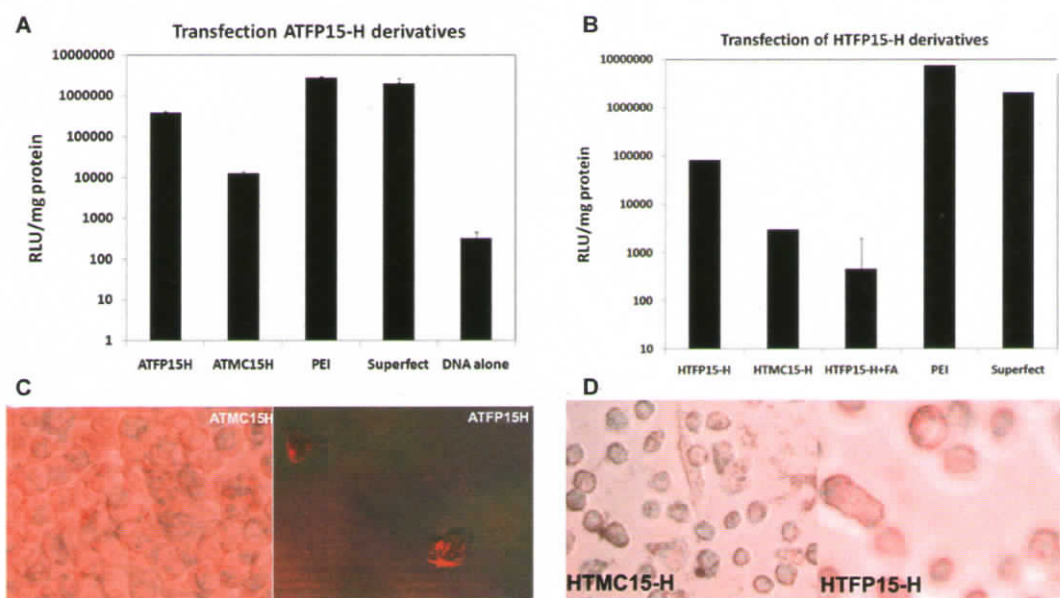 A
Transfection ATFP15-H derivatives
RLU/mg protein
10000000
1000000
100000
10000
1000
100
10
1
ATFP15H ATMC15H PEI Superfect DNA alone
B
Transfection of HTFP15-H derivatives
RLU/mg protein
10000000
1000000
100000
10000
1000
100
10
HTFP15-H HTMC15-H HTFP15-H+FA PEI Superfect
C
ATMC15H
ATFP15H
D
HTMC15-H
HTFP15-H